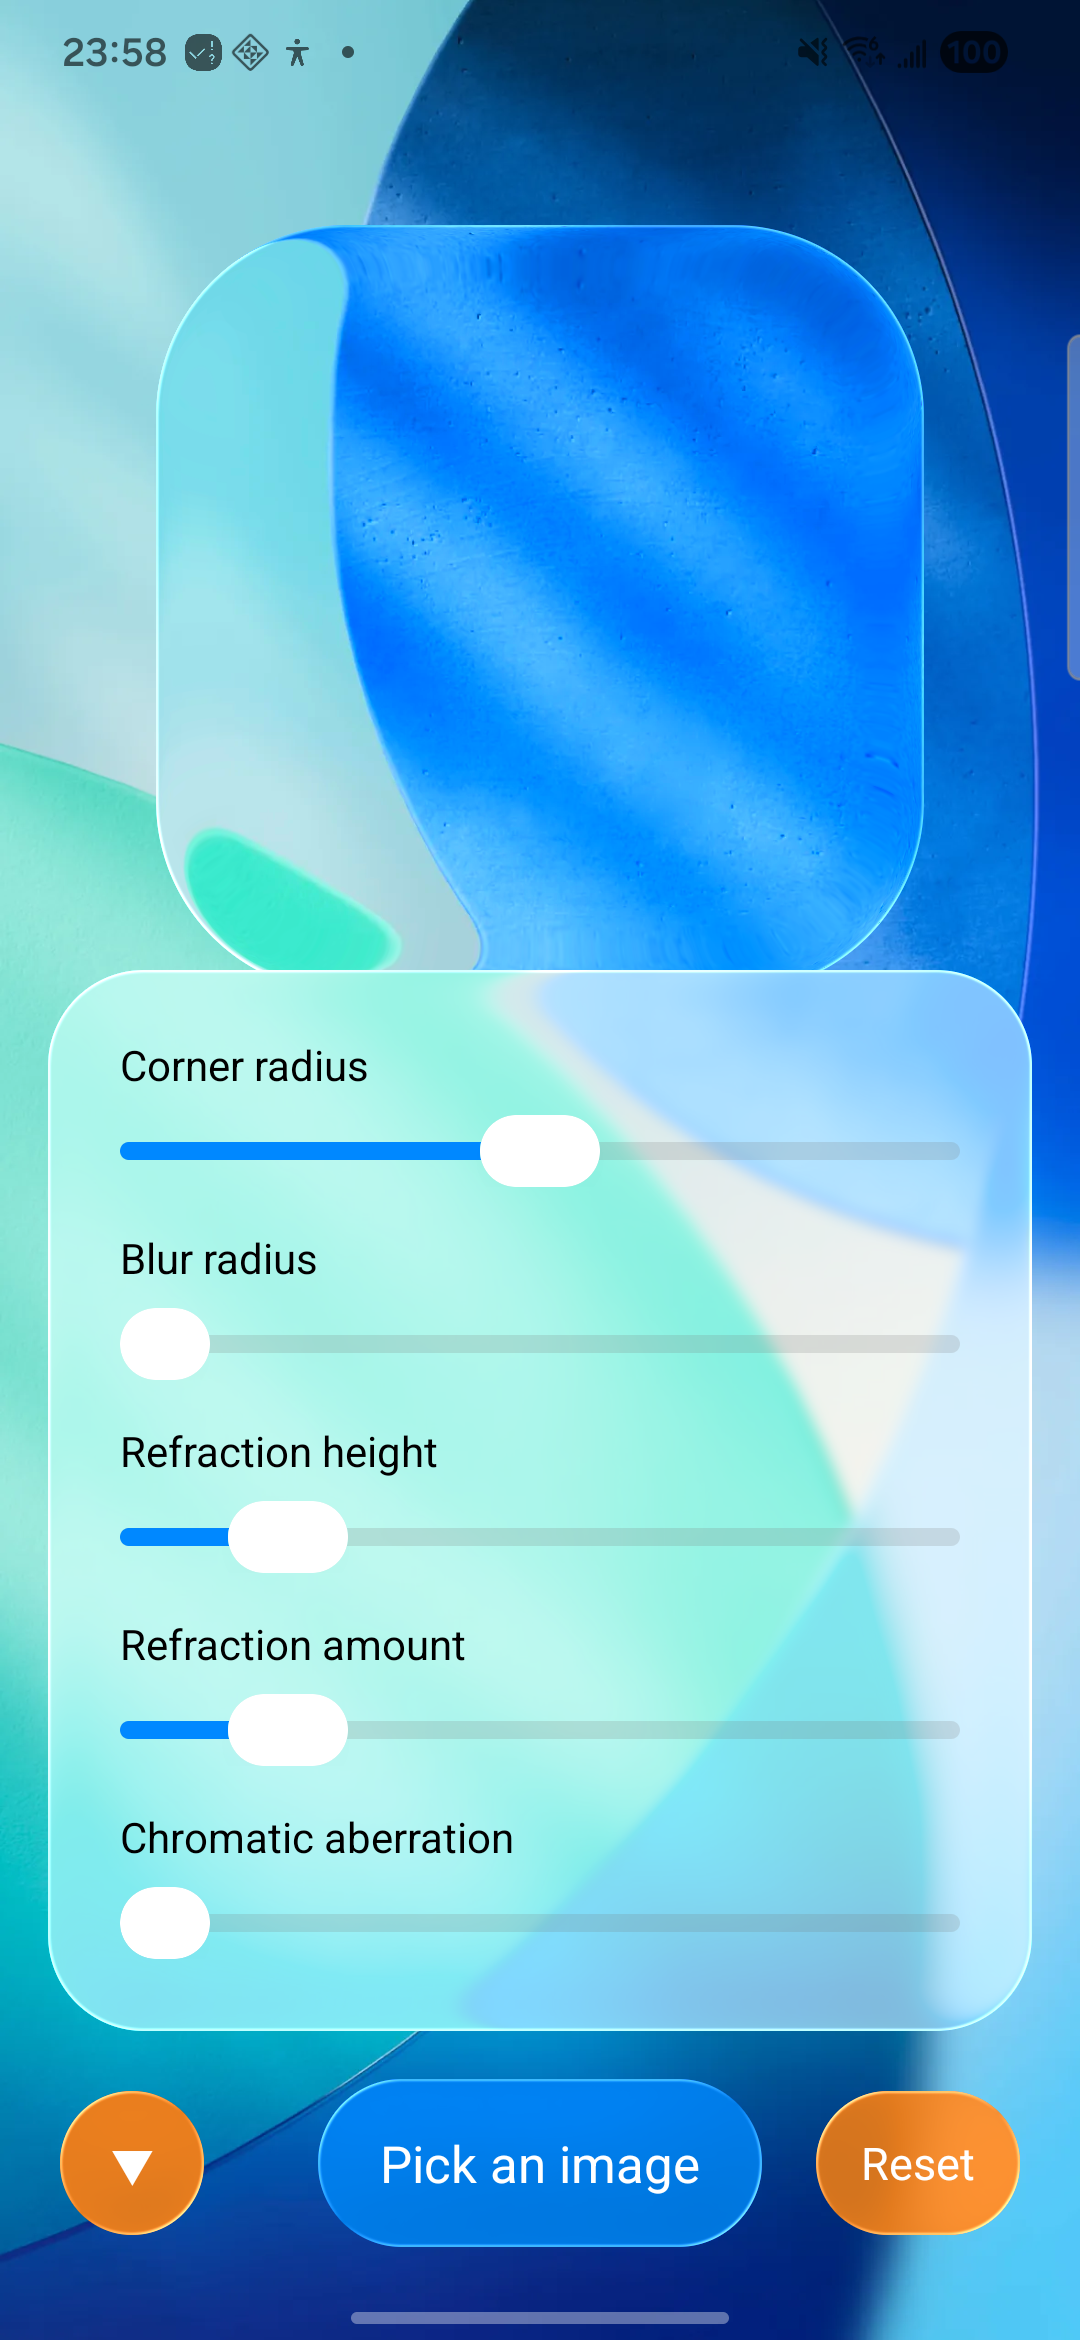 23:58
100
Corner radius
Blur radius
Refraction height
Refraction amount
Chromatic aberration
Pick an image
Reset